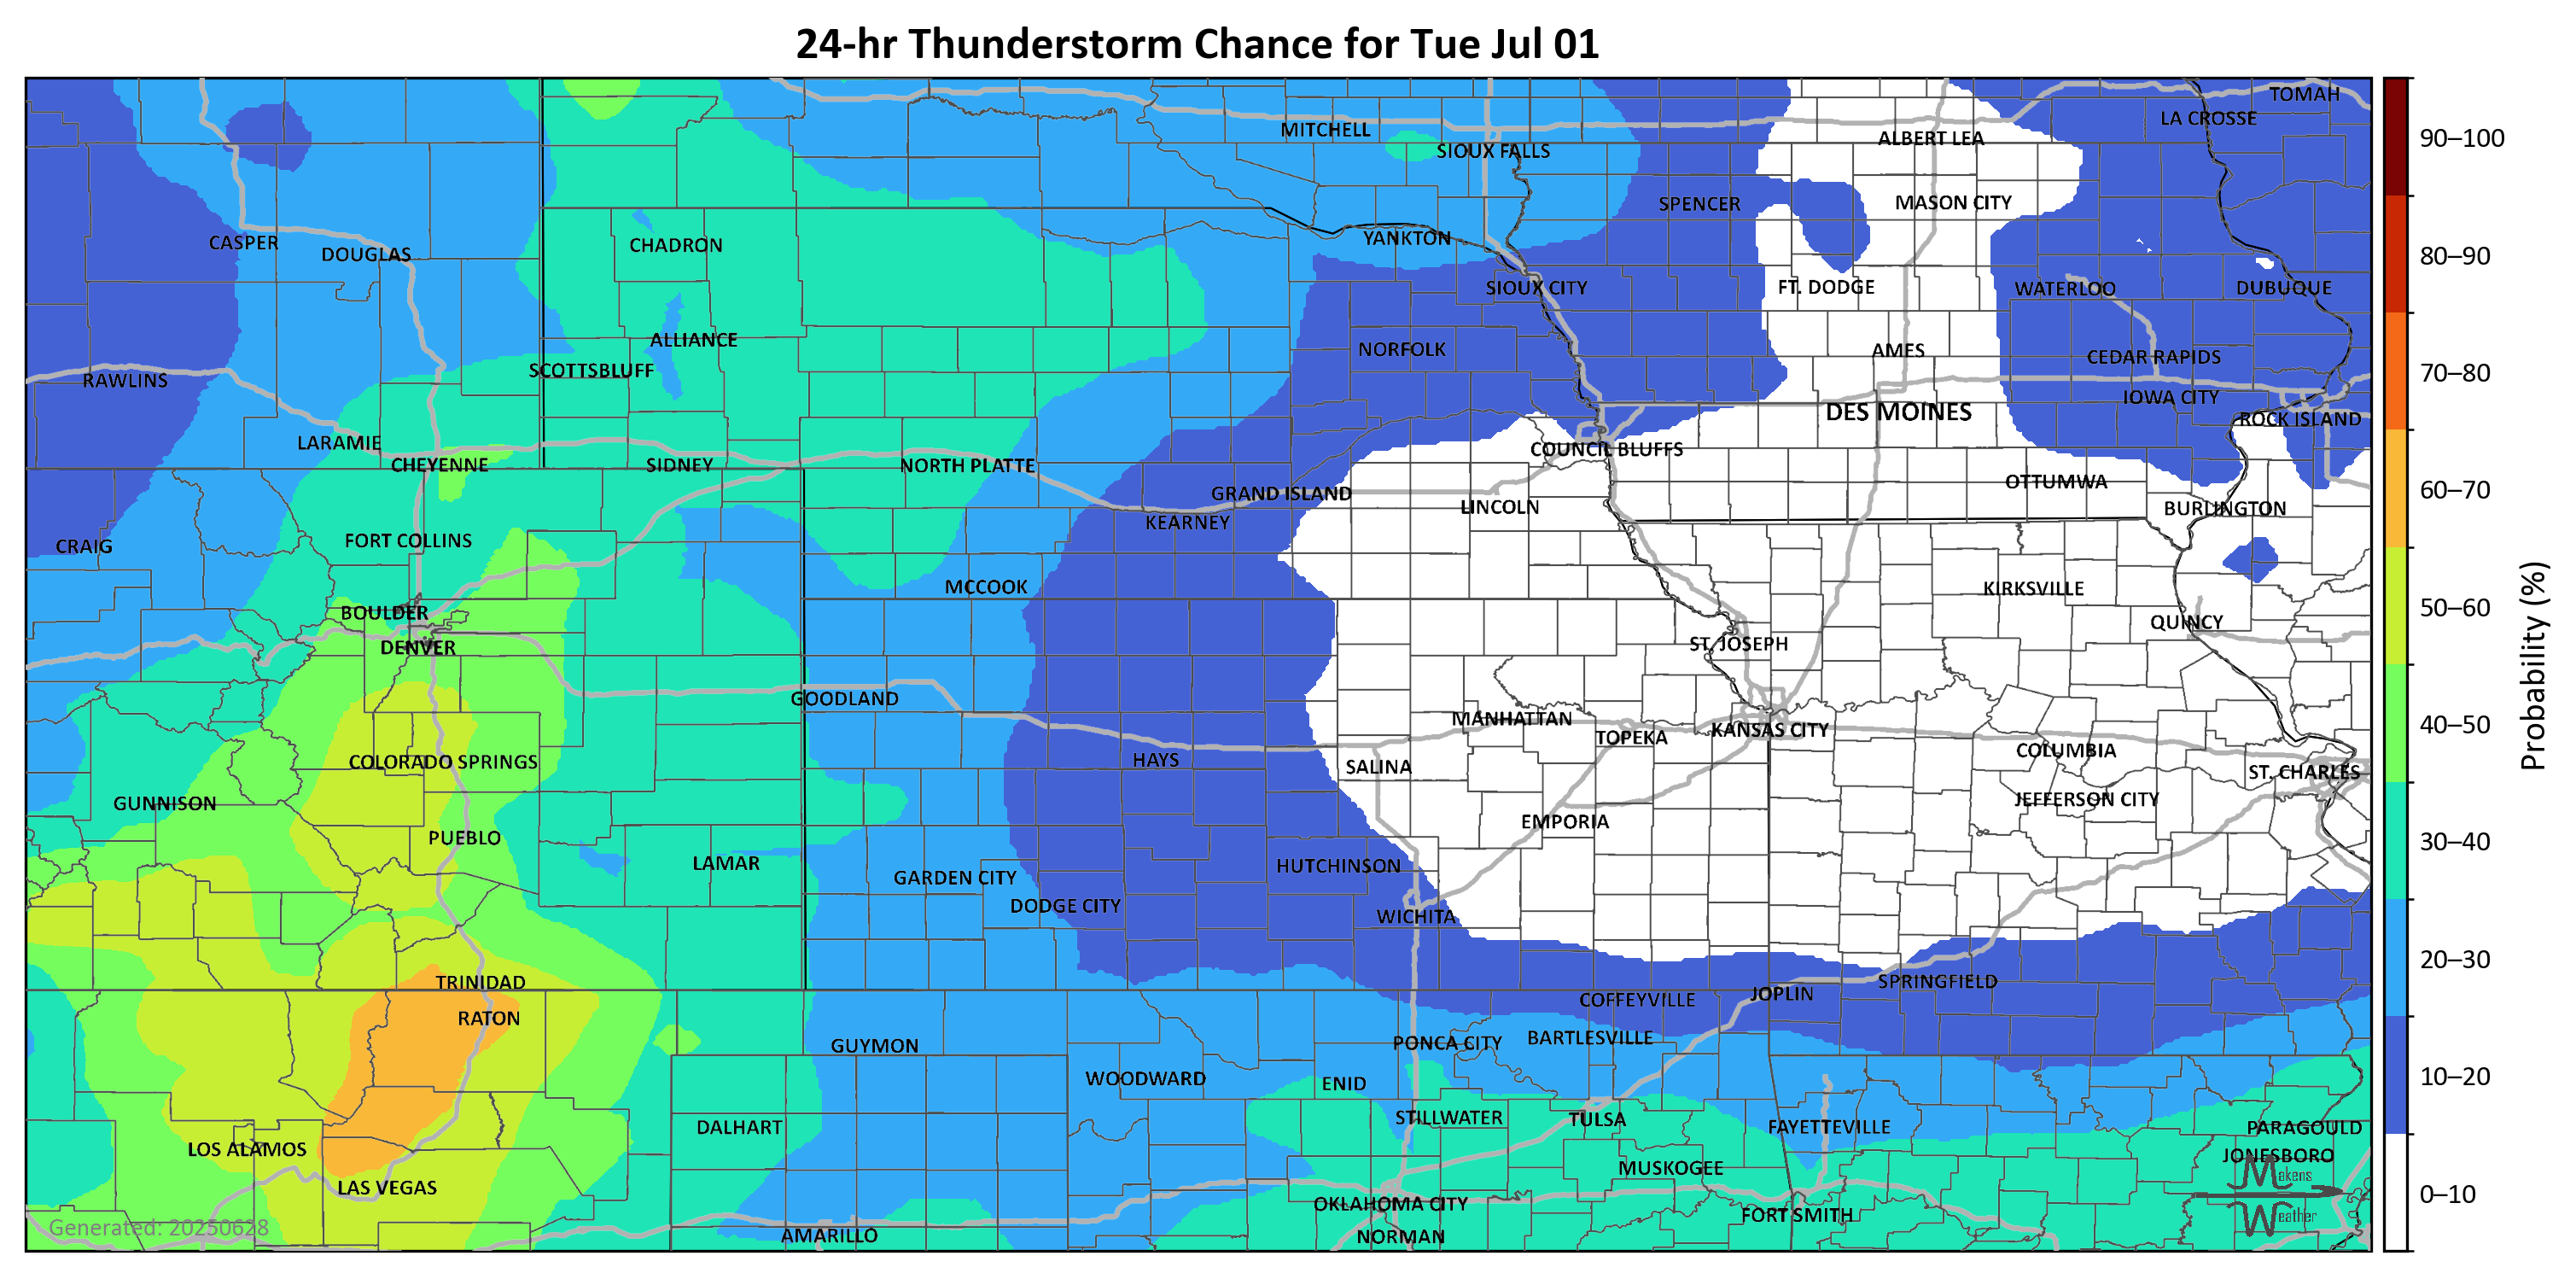 24-hr Thunderstorm Chance for Tue Jul 01
TOMAH
LA CROSSE
MITCHELL
ALBERT LEA
SIOUX FALLS
SPENCER
MASON CITY
CASPER
DOUGLAS
CHADRON
YANKTON
SIOUX CITY
FT. DODGE
WATERLOO
DUBUQUE
ALLIANCE
NORFOLK
AMES
CEDAR RAPIDS
RAWLINS
SCOTTSBLUFF
IOWA CITY
DES MOINES
ROCK ISLAND
LARAMIE
COUNCIL BLUFFS
CHEYENNE
SIDNEY
NORTH PLATTE
OTTUMWA
GRAND ISLAND
LINCOLN
BURLINGTON
KEARNEY
CRAIG
FORT COLLINS
MCCOOK
KIRKSVILLE
BOULDER
QUINCY
DENVER
ST. JOSEPH
GOODLAND
MANHATTAN
KANSAS CITY
TOPEKA
COLUMBIA
COLORADO SPRINGS
HAYS
SALINA
ST. CHARLES
GUNNISON
JEFFERSON CITY
EMPORIA
PUEBLO
LAMAR
HUTCHINSON
GARDEN CITY
DODGE CITY
WICHITA
TRINIDAD
SPRINGFIELD
JOPLIN
COFFEYVILLE
RATON
BARTLESVILLE
PONCA CITY
GUYMON
WOODWARD
ENID
STILLWATER
TULSA
DALHART
FAYETTEVILLE
PARAGOULD
LOS ALAMOS
JONESBORO
MUSKOGEE
LAS VEGAS
OKLAHOMA CITY
FORT SMITH
AMARILLO
NORMAN
Generated: 20250628
Makens
Weather
90–100
80–90
70–80
60–70
50–60
40–50
30–40
20–30
10–20
0–10
Probability (%)